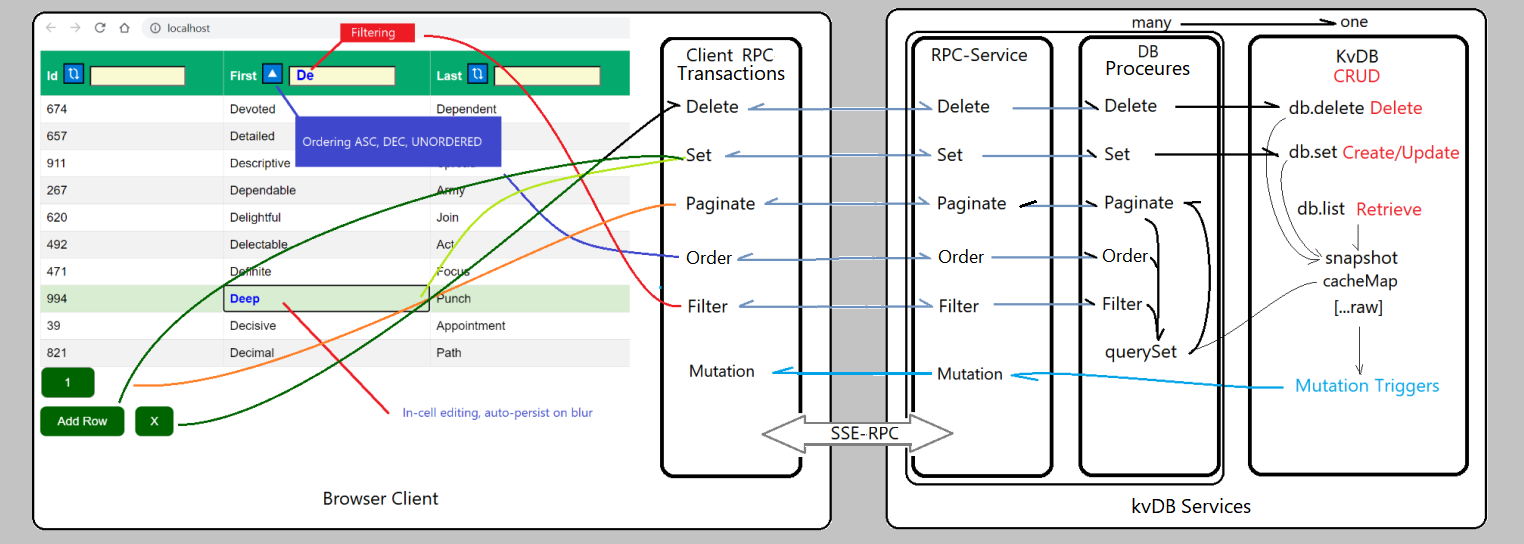 localhost
Filtering
Id
First
De
Last
674 Devoted Dependent
657 Detailed
911 Descriptive
267 Dependable Army
620 Delightful Join
492 Delectable Act
471 Definite Focus
994 Deep Punch
39 Decisive Appointment
821 Decimal Path
Ordering ASC, DEC, UNORDERED
1
Add Row
X
In-cell editing, auto-persist on blur
Browser Client
Client RPC
Transactions
Delete
Set
Paginate
Order
Filter
Mutation
SSE-RPC
many
one
RPC-Service
Delete
Set
Paginate
Order
Filter
Mutation
DB
Proceures
Delete
Set
Paginate
Order
Filter
querySet
KvDB
CRUD
db.delete Delete
db.set Create/Update
db.list Retrieve
snapshot
cacheMap
[...raw]
Mutation Triggers
kvDB Services